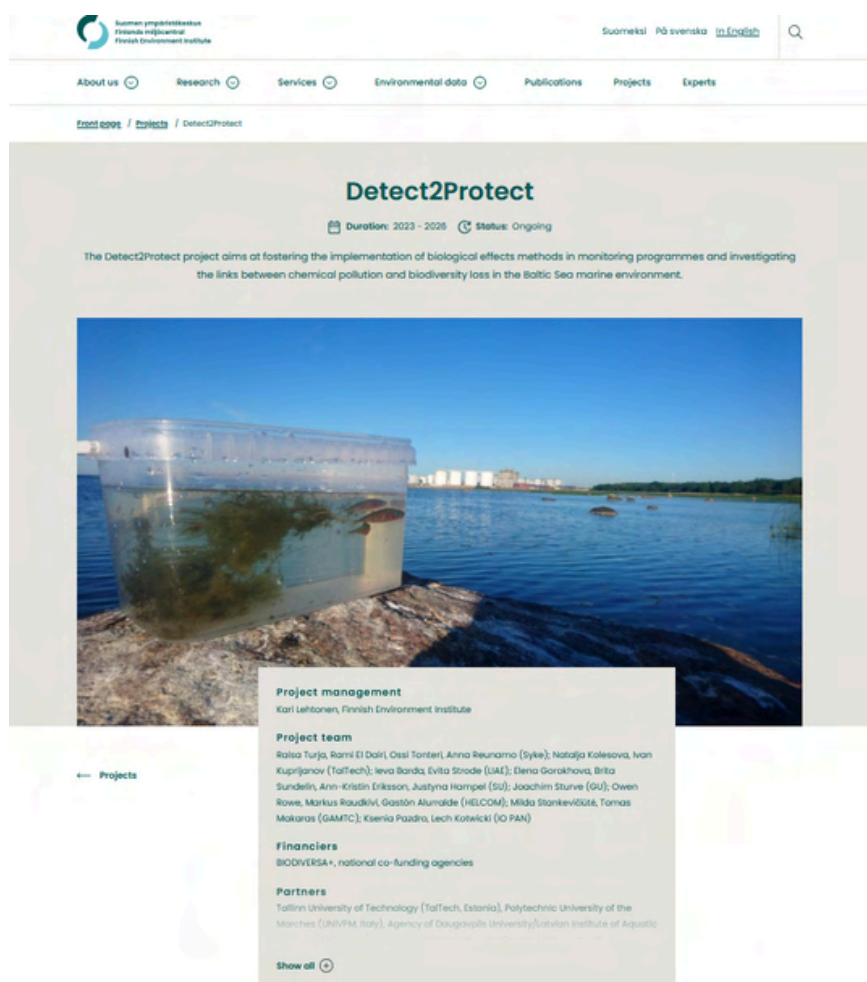 Suomen ympäristökeskus
Finlands miljöcentral
Finnish Environment Institute
Suomeksi På svenska In English
About us Research Services Environmental data Publications Projects Experts
Front page / Projects / Detect2Protect
Detect2Protect
Duration: 2023 - 2026 Status: Ongoing
The Detect2Protect project aims at fostering the implementation of biological effects methods in monitoring programmes and investigating
the links between chemical pollution and biodiversity loss in the Baltic Sea marine environment.
Project management
Kari Lehtonen, Finnish Environment Institute
Project team
Raisa Turja, Rami El Dairi, Ossi Tonteri, Anna Reunamo (Syke); Natalja Kolesova, Ivan
Kuprijanov (TalTech); Ieva Barda, Evita Strode (LIAE); Elena Gorokhova, Brita
Sundelin, Ann-Kristin Eriksson, Justyna Hampel (SU); Joachim Sturve (GU); Owen
Rowe, Markus Raudkivi, Gastón Alurralde (HELCOM); Milda Stankevičiūtė, Tomas
Makaras (GAMTC); Ksenia Pazdro, Lech Kotwicki (IO PAN)
Financiers
BIODIVERSA+, national co-funding agencies
Partners
Tallinn University of Technology (TalTech, Estonia), Polytechnic University of the
Marches (UNIVPM, Italy), Agency of Daugavpils University/Latvian Institute of Aquatic
Show all
← Projects